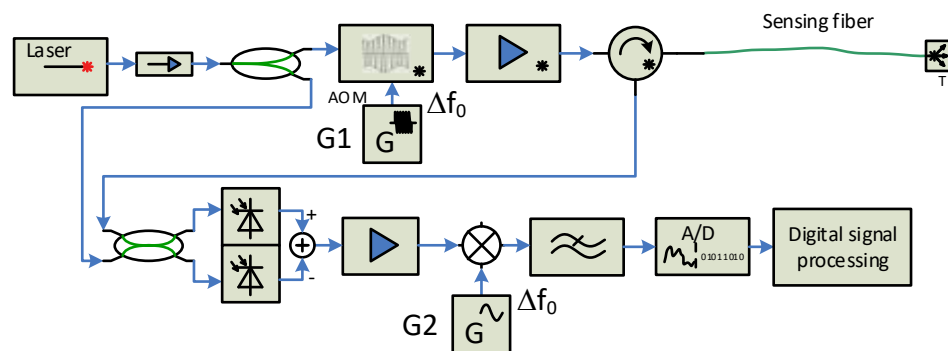 Sensing fiber
Laser
AOM
Δf0
G1
G
T
+
-
A/D
01011010
Digital signal
processing
G2
G
Δf0